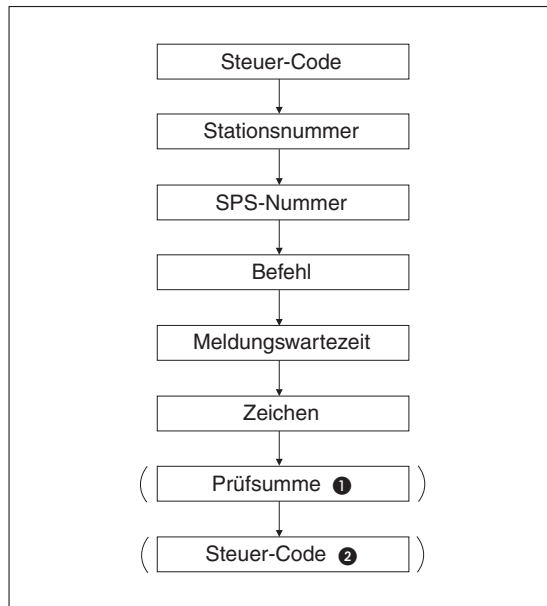 Steuer-Code
Stationsnummer
SPS-Nummer
Befehl
Meldungswartezeit
Zeichen
( Prüfsumme ❶ )
( Steuer-Code ❷ )